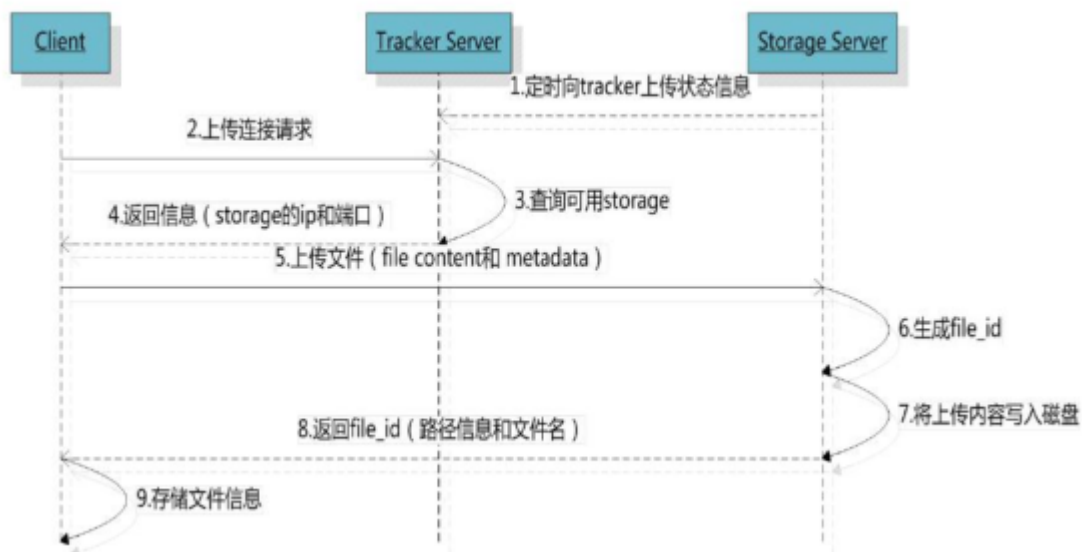 Client
Tracker Server
Storage Server
1.定时向tracker上传状态信息
2.上传连接请求
3.查询可用storage
4.返回信息（storage的ip和端口）
5.上传文件（file content和 metadata）
6.生成file_id
7.将上传内容写入磁盘
8.返回file_id（路径信息和文件名）
9.存储文件信息